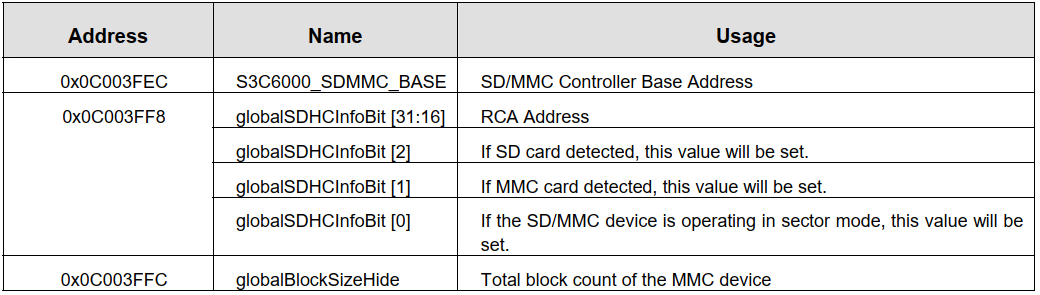 Address Name Usage
0x0C003FEC S3C6000_SDMMC_BASE SD/MMC Controller Base Address
0x0C003FF8 globalSDHCInfoBit [31:16] RCA Address
globalSDHCInfoBit [2] If SD card detected, this value will be set.
globalSDHCInfoBit [1] If MMC card detected, this value will be set.
globalSDHCInfoBit [0] If the SD/MMC device is operating in sector mode, this value will be
set.
0x0C003FFC globalBlockSizeHide Total block count of the MMC device